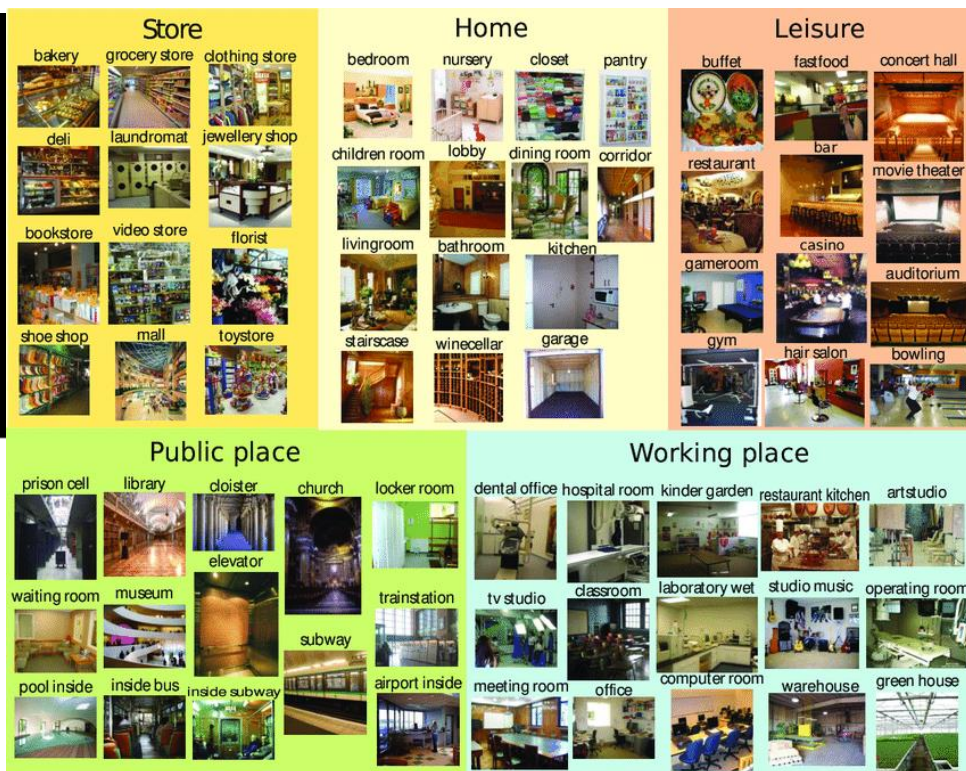 Store
bakery
grocery store
clothing store
deli
laundromat
jewellery shop
bookstore
video store
florist
shoe shop
mall
toystore
Home
bedroom
nursery
closet
pantry
children room
lobby
dining room
corridor
livingroom
bathroom
kitchen
stairscase
winecellar
garage
Leisure
buffet
fastfood
concert hall
restaurant
bar
movie theater
gameroom
casino
auditorium
gym
hair salon
bowling
Public place
prison cell
library
cloister
church
locker room
waiting room
museum
elevator
trainstation
subway
pool inside
inside bus
inside subway
airport inside
Working place
dental office
hospital room
kinder garden
restaurant kitchen
artstudio
tv studio
classroom
laboratory wet
studio music
operating room
meeting room
office
computer room
warehouse
green house